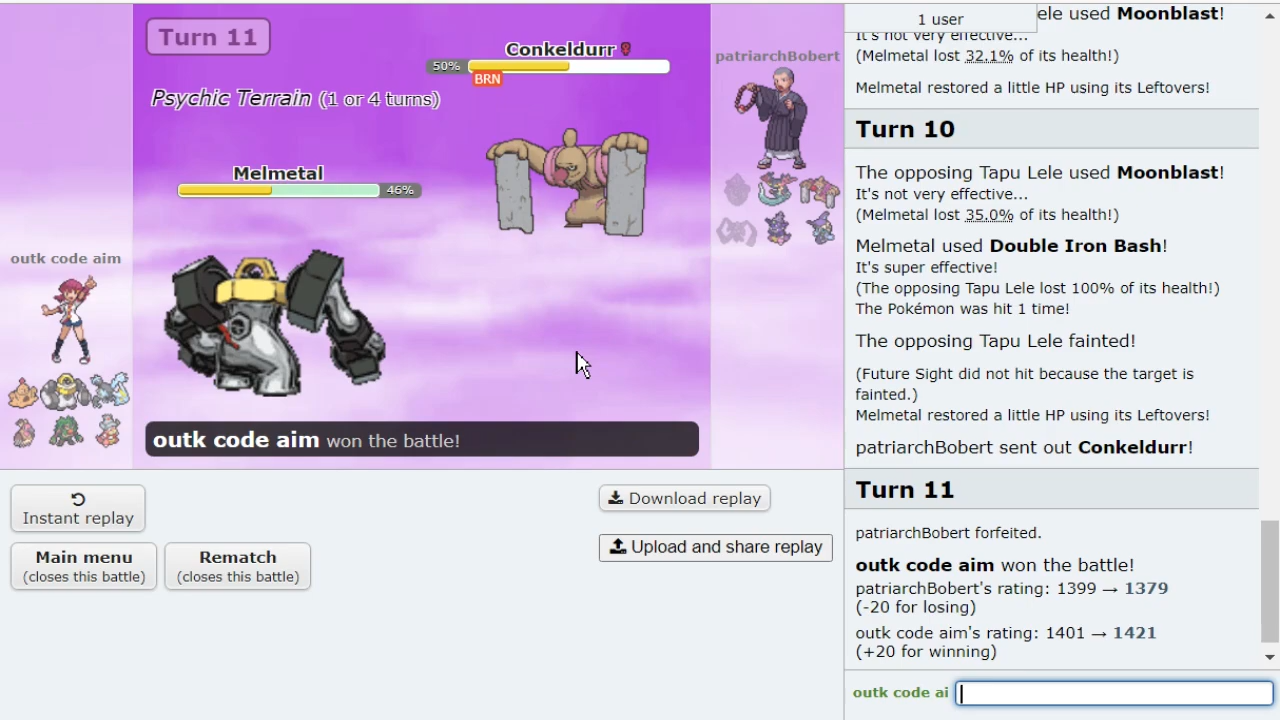 Turn 11
Conkeldurr
50%
BRN
Psychic Terrain (1 or 4 turns)
Melmetal
46%
patriarchBobert
outk code aim
outk code aim won the battle!
Instant replay
Main menu
(closes this battle)
Rematch
(closes this battle)
Download replay
Upload and share replay
1 user
ele used Moonblast!
It's not very effective...
(Melmetal lost 32.1% of its health!)
Melmetal restored a little HP using its Leftovers!
Turn 10
The opposing Tapu Lele used Moonblast!
It's not very effective...
(Melmetal lost 35.0% of its health!)
Melmetal used Double Iron Bash!
It's super effective!
(The opposing Tapu Lele lost 100% of its health!)
The Pokémon was hit 1 time!
The opposing Tapu Lele fainted!
(Future Sight did not hit because the target is
fainted.)
Melmetal restored a little HP using its Leftovers!
patriarchBobert sent out Conkeldurr!
Turn 11
patriarchBobert forfeited.
outk code aim won the battle!
patriarchBobert's rating: 1399 → 1379
(-20 for losing)
outk code aim's rating: 1401 → 1421
(+20 for winning)
outk code ai